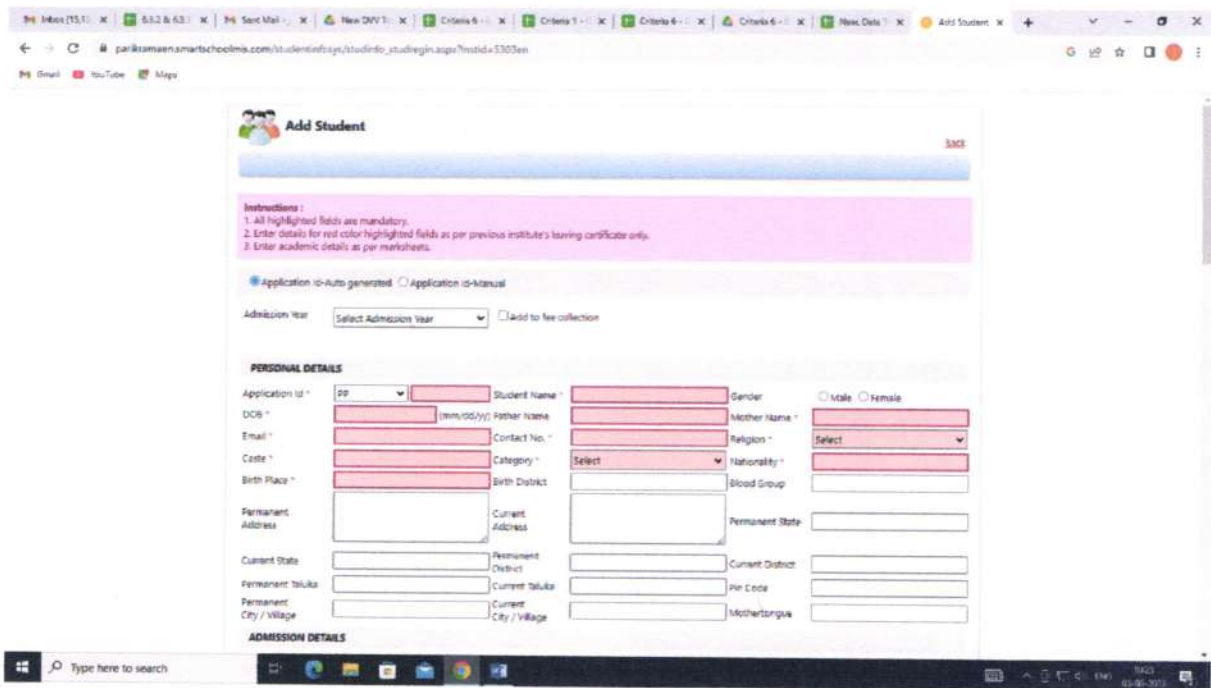 Inbox (15,1
6.3.2 & 6.3.
Sent Mail -
New DVV T
Criteria 6 -
Criteria 1 -
Criteria 6 -
Criteria 6 -
New Data
Add Student
parikramaen.smartschoolmis.com/studentinfosys/studinfo_studregin.aspx?instid=5303en
Gmail YouTube Maps
Add Student
Back
Instructions :
1. All highlighted fields are mandatory.
2. Enter details for red color highlighted fields as per previous institute's leaving certificate only.
3. Enter academic details as per marksheets.
Application Id-Auto generated Application Id-Manual
Admission Year Select Admission Year Add to fee collection
PERSONAL DETAILS
Application Id * PP Student Name * Gender Male Female
DOB * (mm/dd/yy) Father Name Mother Name *
Email * Contact No. * Religion * Select
Caste * Category * Select Nationality *
Birth Place * Birth District Blood Group
Permanent Address Current Address Permanent State
Current State Permanent District Current District
Permanent Taluka Current Taluka Pin Code
Permanent City / Village Current City / Village Mothertongue
ADMISSION DETAILS
Type here to search
ENG